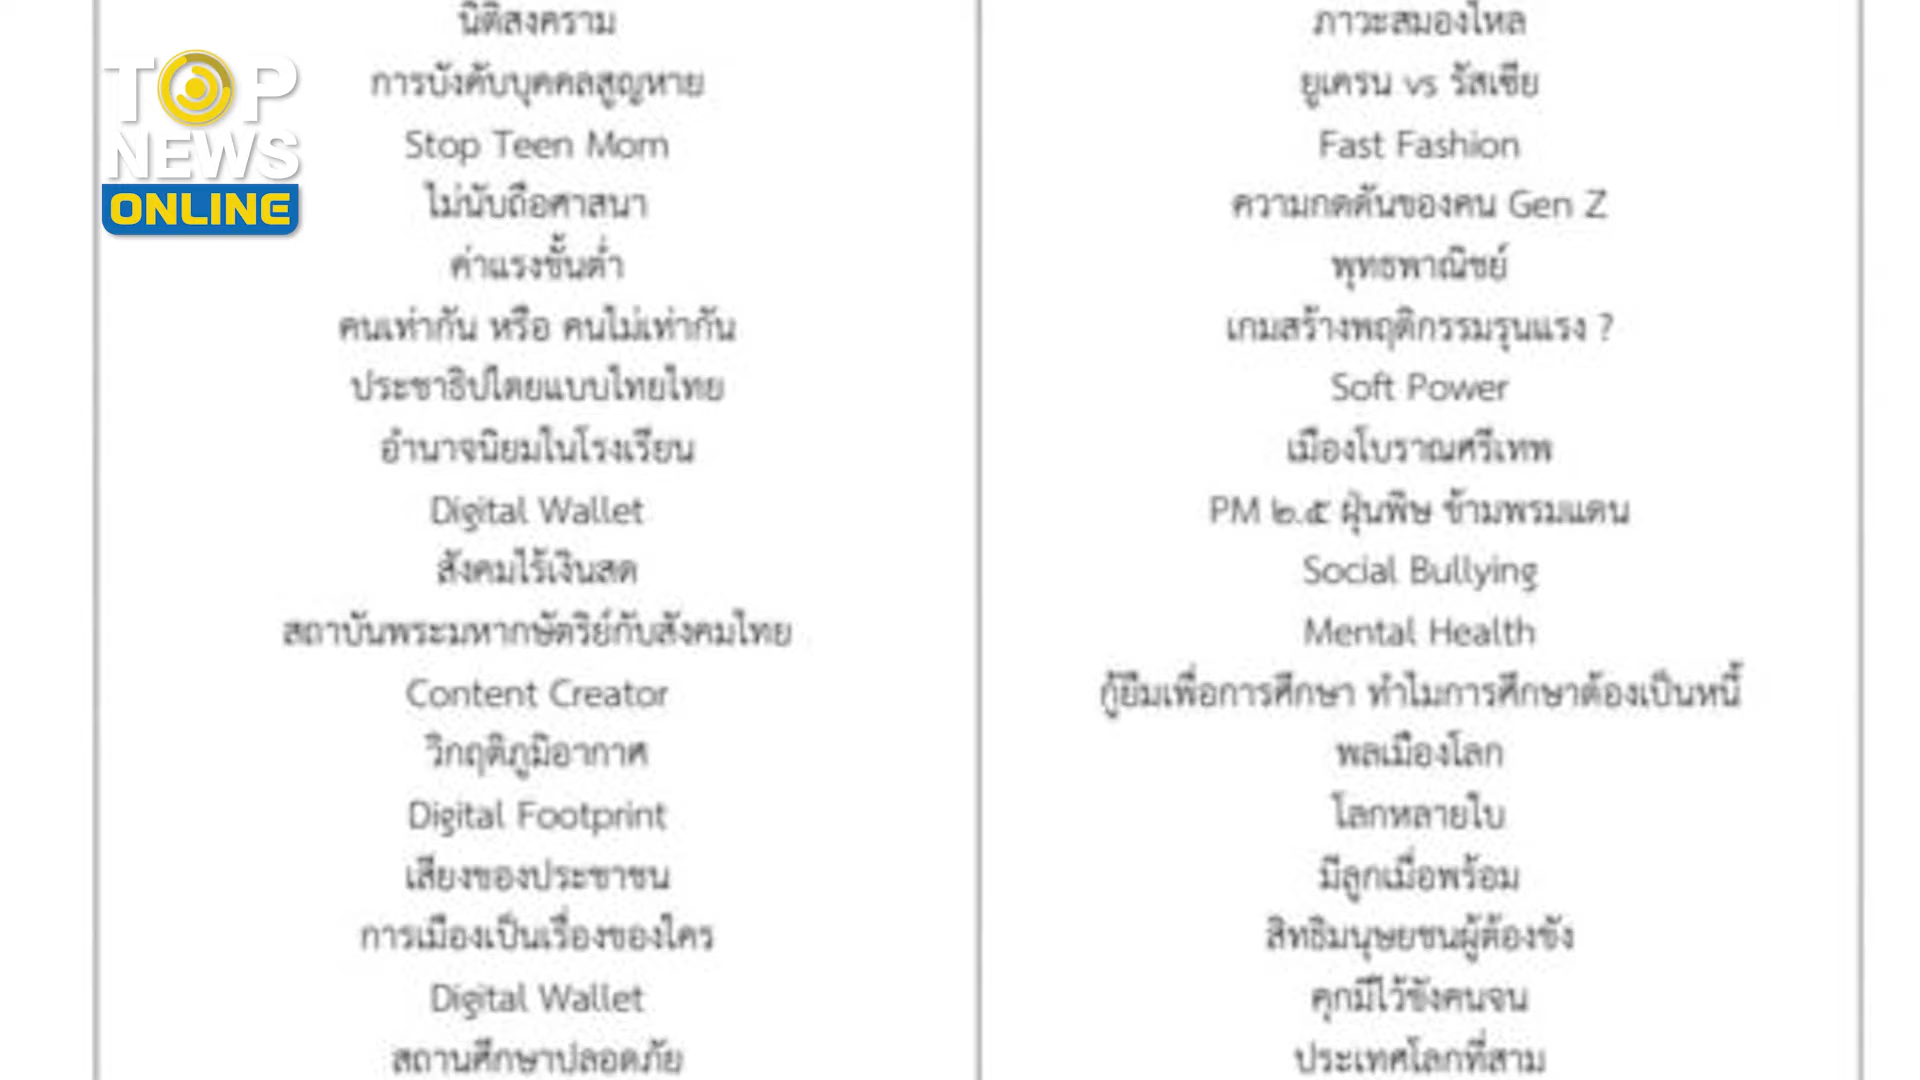 TOP
NEWS
ONLINE
นิติสงคราม
การบังคับบุคคลสูญหาย
Stop Teen Mom
ไม่นับถือศาสนา
ค่าแรงขั้นต่ำ
คนเท่ากัน หรือ คนไม่เท่ากัน
ประชาธิปไตยแบบไทยไทย
อำนาจนิยมในโรงเรียน
Digital Wallet
สังคมไร้เงินสด
สถาบันพระมหากษัตริย์กับสังคมไทย
Content Creator
วิกฤติภูมิอากาศ
Digital Footprint
เสียงของประชาชน
การเมืองเป็นเรื่องของใคร
Digital Wallet
สถานศึกษาปลอดภัย
ภาวะสมองไหล
ยูเครน vs รัสเซีย
Fast Fashion
ความกดดันของคน Gen Z
พุทธพาณิชย์
เกมสร้างพฤติกรรมรุนแรง ?
Soft Power
เมืองโบราณศรีเทพ
PM ๒.๕ ฝุ่นพิษ ข้ามพรมแดน
Social Bullying
Mental Health
กู้ยืมเพื่อการศึกษา ทำไมการศึกษาต้องเป็นหนี้
พลเมืองโลก
โลกหลายใบ
มีลูกเมื่อพร้อม
สิทธิมนุษยชนผู้ต้องขัง
คุกมีไว้ขังคนจน
ประเทศโลกที่สาม